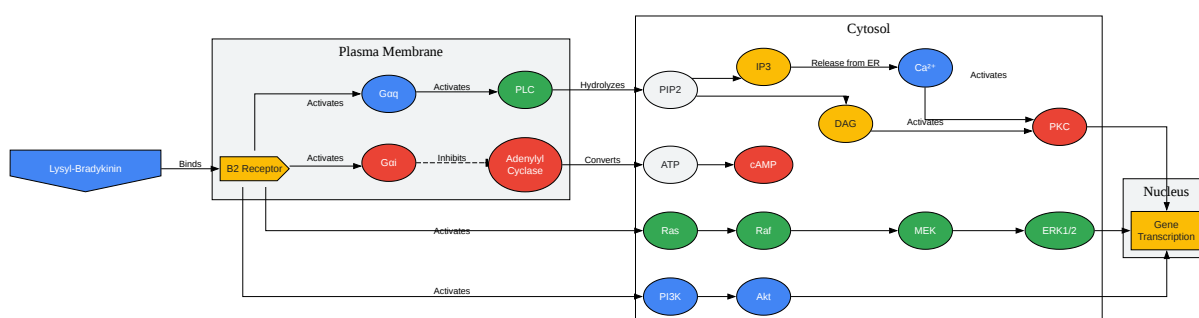 Plasma Membrane
Cytosol
Nucleus
Lysyl-Bradykinin
Binds
B2 Receptor
Activates
Gαq
Activates
PLC
Hydrolyzes
PIP2
IP3
Release from ER
Ca²⁺
Activates
DAG
Activates
PKC
Activates
Gαi
Inhibits
Adenylyl
Cyclase
Converts
ATP
cAMP
Activates
Ras
Raf
MEK
ERK1/2
Gene
Transcription
Activates
PI3K
Akt